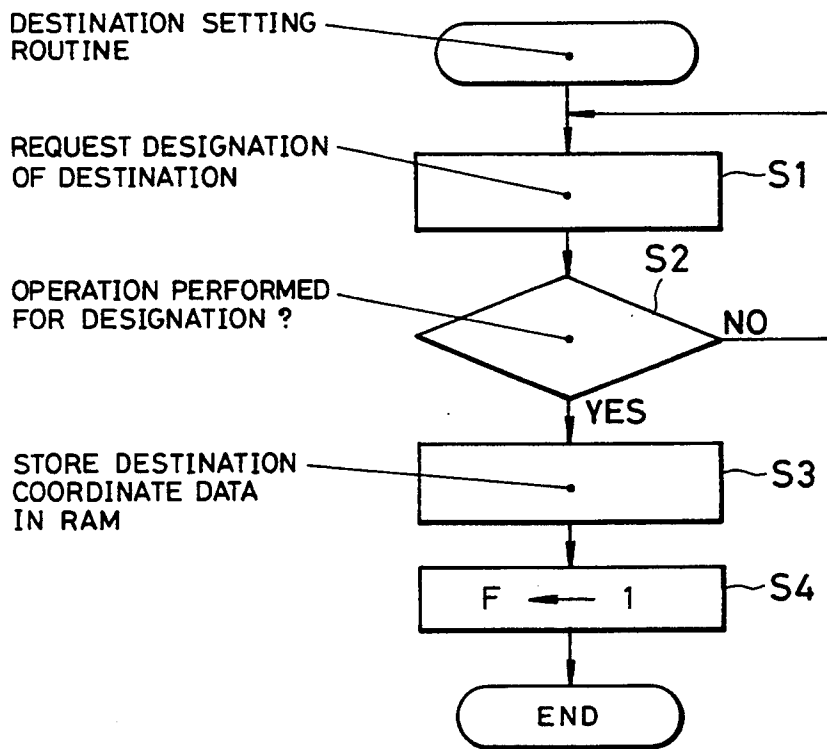 DESTINATION SETTING
ROUTINE
REQUEST DESIGNATION
OF DESTINATION
S1
OPERATION PERFORMED
FOR DESIGNATION ?
S2
NO
YES
STORE DESTINATION
COORDINATE DATA
IN RAM
S3
F ← 1
S4
END